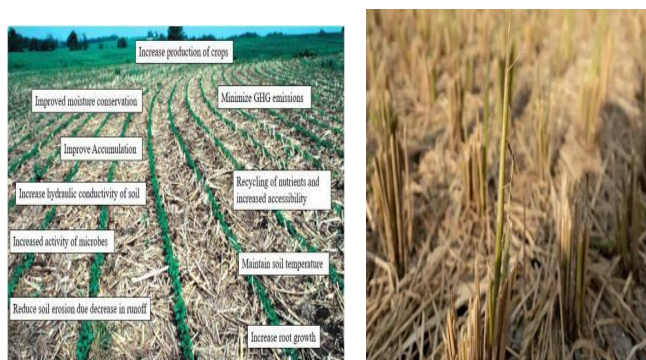 Increase production of crops
Improved moisture conservation
Minimize GHG emissions
Improve Accumulation
Recycling of nutrients and
increased accessibility
Increase hydraulic conductivity of soil
Increased activity of microbes
Maintain soil temperature
Reduce soil erosion due decrease in runoff
Increase root growth